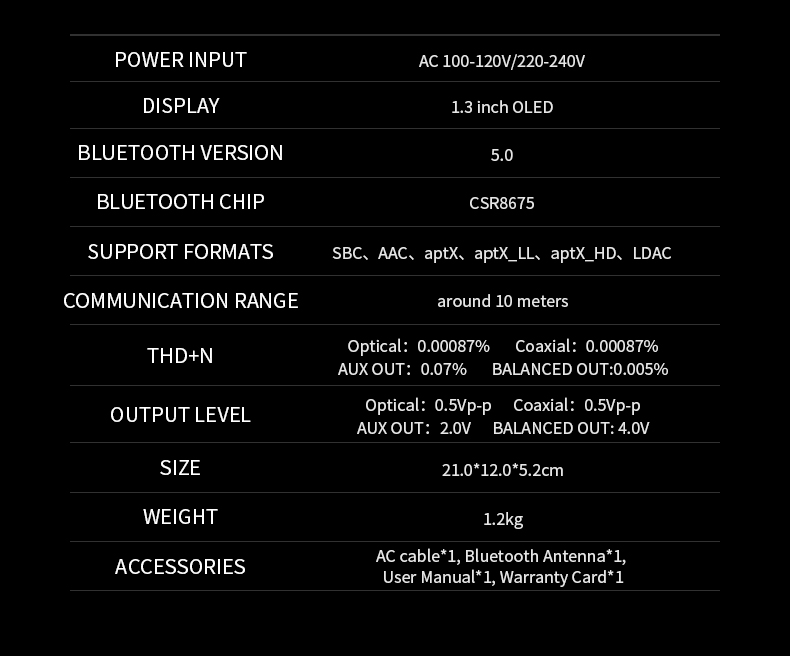 POWER INPUT AC 100-120V/220-240V
DISPLAY 1.3 inch OLED
BLUETOOTH VERSION 5.0
BLUETOOTH CHIP CSR8675
SUPPORT FORMATS SBC、AAC、aptX、aptX_LL、aptX_HD、LDAC
COMMUNICATION RANGE around 10 meters
THD+N
Optical：0.00087% Coaxial：0.00087%
AUX OUT：0.07% BALANCED OUT:0.005%
OUTPUT LEVEL
Optical：0.5Vp-p Coaxial：0.5Vp-p
AUX OUT：2.0V BALANCED OUT: 4.0V
SIZE 21.0*12.0*5.2cm
WEIGHT 1.2kg
ACCESSORIES
AC cable*1, Bluetooth Antenna*1,
User Manual*1, Warranty Card*1